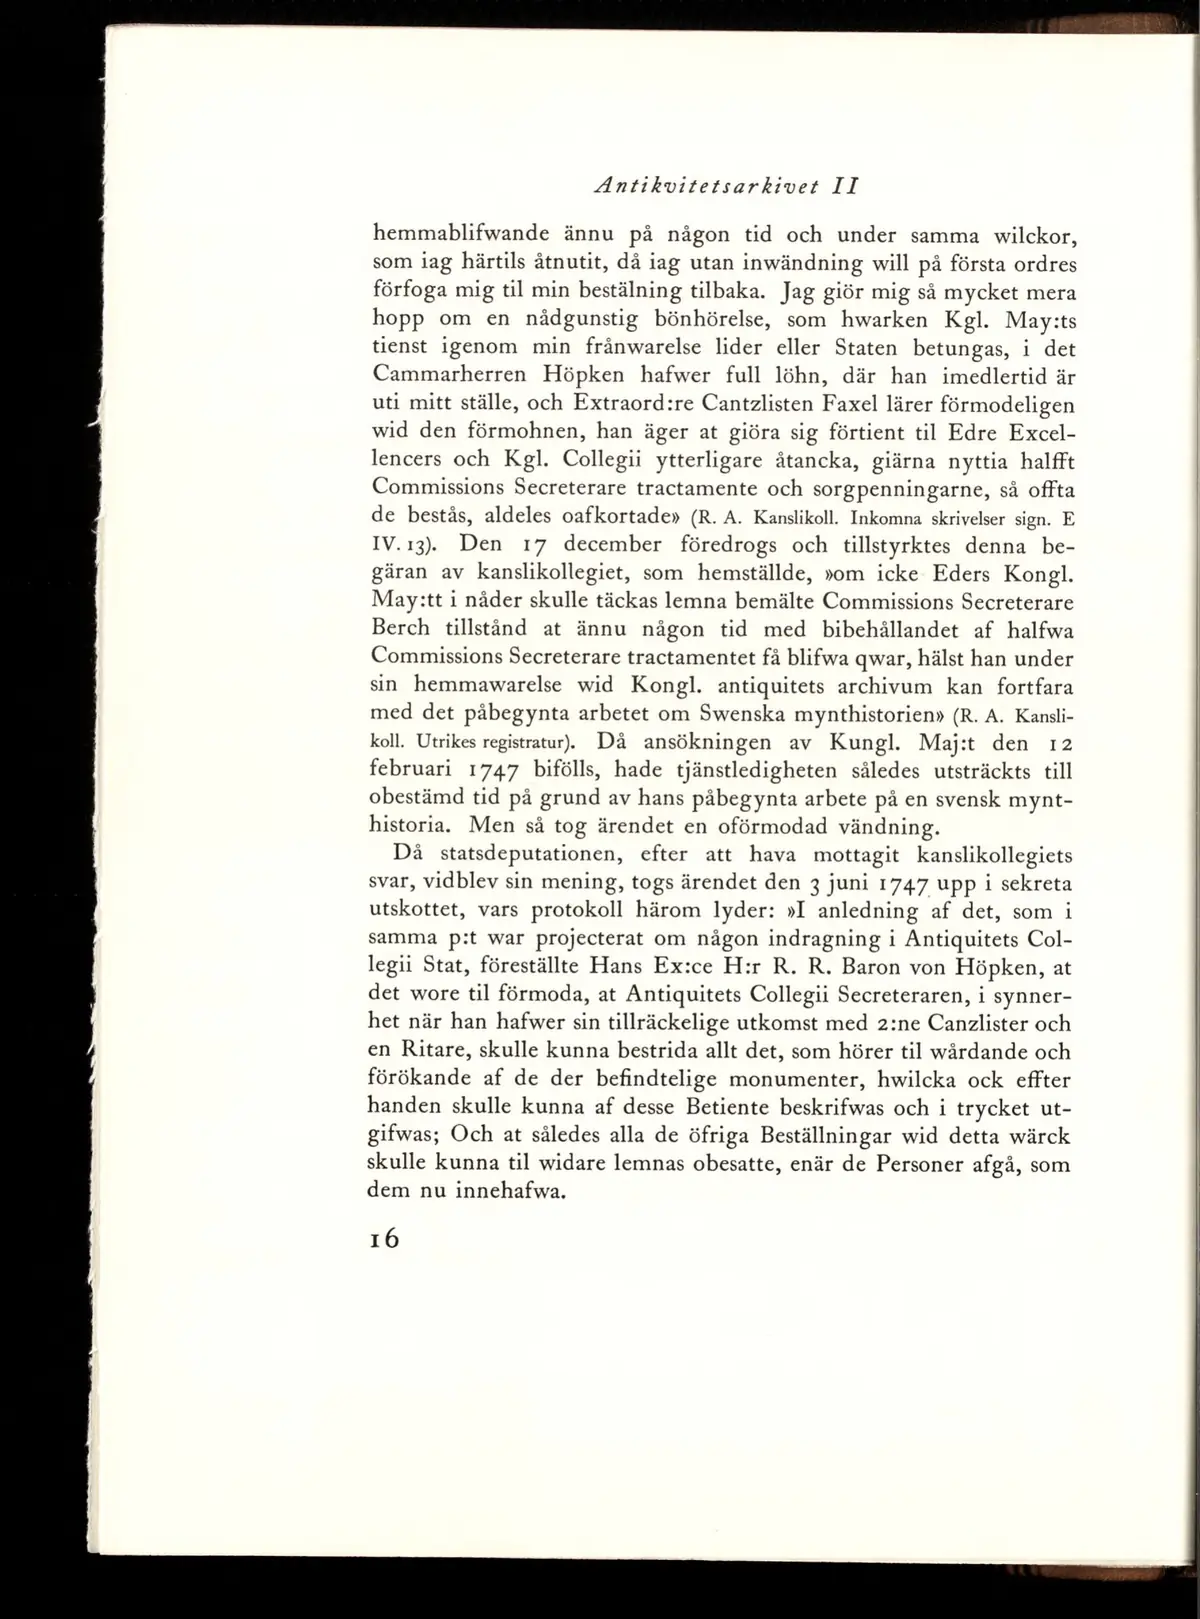 Antikvitetsarkivet II
hemmablifwande ännu på någon tid och under samma wilckor,
som iag härtils åtnutit, då iag utan inwändning will på första ordres
förfoga mig til min bestälning tilbaka. Jag giör mig så mycket mera
hopp om en nådgunstig bönhörelse, som hwarken Kgl. May:ts
tienst igenom min frånwarelse lider eller Staten betungas, i det
Cammarherren Höpken hafwer full löhn, där han imedlertid är
uti mitt ställe, och Extraord:re Cantzlisten Faxel lärer förmodeligen
wid den förmohnen, han äger at giöra sig förtient til Edre Excel-
lencers och Kgl. Collegii ytterligare åtancka, giärna nyttia halfft
Commissions Secreterare tractamente och sorgpenningarne, så offta
de bestås, aldeles oafkortade» (R. A. Kanslikoll. Inkomna skrivelser sign. E
IV. 13). Den 17 december föredrogs och tillstyrktes denna be-
gäran av kanslikollegiet, som hemställde, »om icke Eders Kongl.
May:tt i nåder skulle täckas lemna bemälte Commissions Secreterare
Berch tillstånd at ännu någon tid med bibehållandet af halfwa
Commissions Secreterare tractamentet få blifwa qwar, hälst han under
sin hemmawarelse wid Kongl. antiquitets archivum kan fortfara
med det påbegynta arbetet om Swenska mynthistorien» (R. A. Kansli-
koll. Utrikes registratur). Då ansökningen av Kungl. Maj:t den 12
februari 1747 bifölls, hade tjänstledigheten således utsträckts till
obestämd tid på grund av hans påbegynta arbete på en svensk mynt-
historia. Men så tog ärendet en oförmodad vändning.
Då statsdeputationen, efter att hava mottagit kanslikollegiets
svar, vidblev sin mening, togs ärendet den 3 juni 1747 upp i sekreta
utskottet, vars protokoll härom lyder: »I anledning af det, som i
samma p:t war projecterat om någon indragning i Antiquitets Col-
legii Stat, föreställte Hans Ex:ce H:r R. R. Baron von Höpken, at
det wore til förmoda, at Antiquitets Collegii Secreteraren, i synner-
het när han hafwer sin tillräckelige utkomst med 2:ne Canzlister och
en Ritare, skulle kunna bestrida allt det, som hörer til wårdande och
förökande af de der befindtelige monumenter, hwilcka ock effter
handen skulle kunna af desse Betiente beskrifwas och i trycket ut-
gifwas; Och at således alla de öfriga Beställningar wid detta wärck
skulle kunna til widare lemnas obesatte, enär de Personer afgå, som
dem nu innehafwa.
16